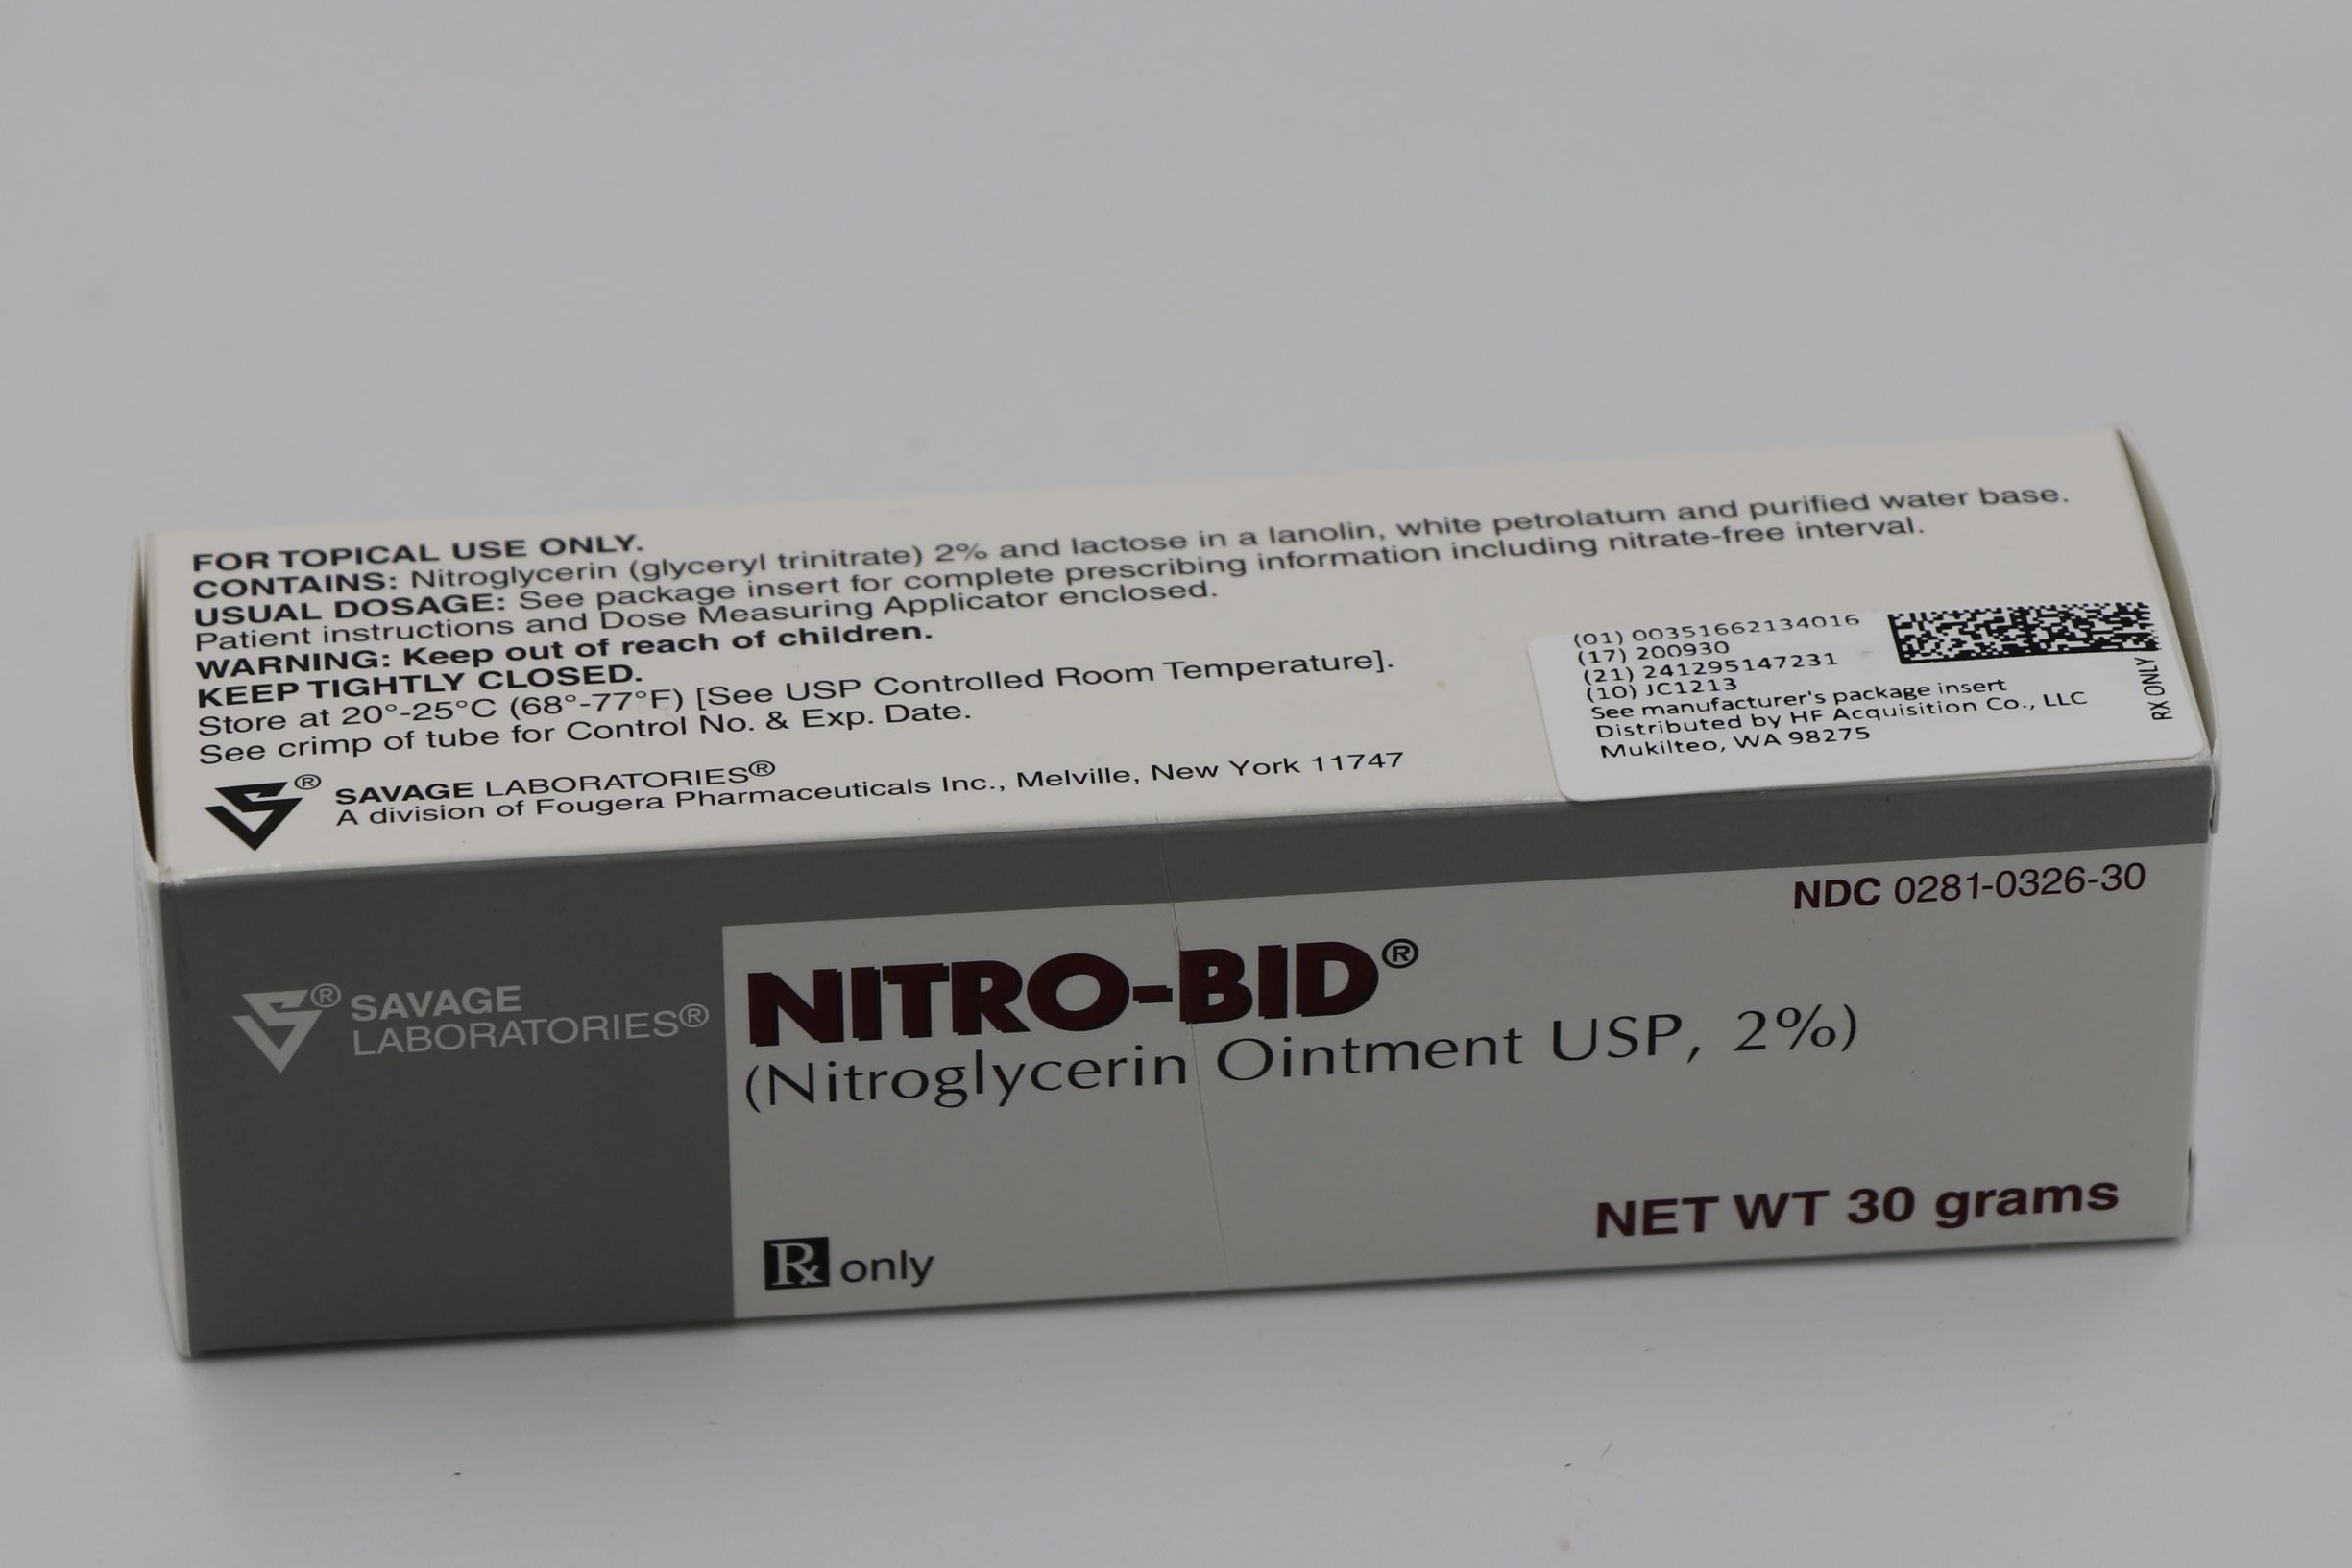 FOR TOPICAL USE ONLY.
CONTAINS: Nitroglycerin (glyceryl trinitrate) 2% and lactose in a lanolin, white petrolatum and purified water base.
USUAL DOSAGE: See package insert for complete prescribing information including nitrate-free interval.
Patient instructions and Dose Measuring Applicator enclosed.
WARNING: Keep out of reach of children.
KEEP TIGHTLY CLOSED.
Store at 20°-25°C (68°-77°F) [See USP Controlled Room Temperature].
See crimp of tube for Control No. & Exp. Date.
SAVAGE LABORATORIES®
A division of Fougera Pharmaceuticals Inc., Melville, New York 11747
(01) 00351662134016
(17) 200930
(21) 241295147231
(10) JC1213
See manufacturer's package insert
Distributed by HF Acquisition Co., LLC
Mukilteo, WA 98275
RX ONLY
SAVAGE
LABORATORIES®
NDC 0281-0326-30
NITRO-BID®
(Nitroglycerin Ointment USP, 2%)
Rx only
NET WT 30 grams